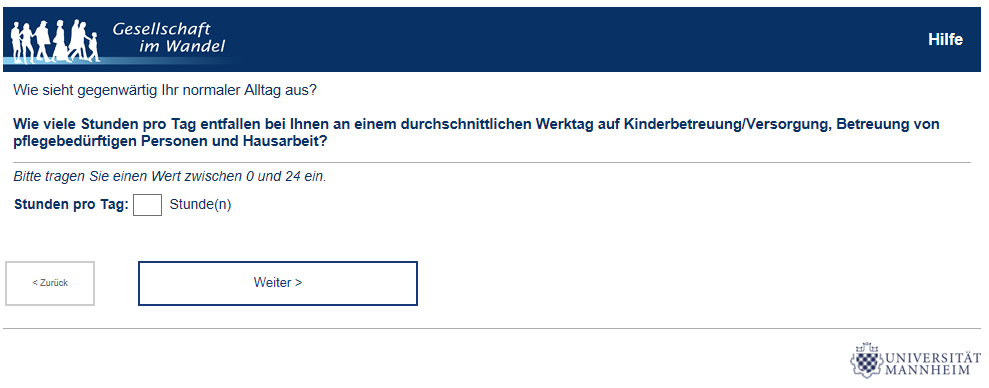 Gesellschaft
im Wandel
Hilfe
Wie sieht gegenwärtig Ihr normaler Alltag aus?
Wie viele Stunden pro Tag entfallen bei Ihnen an einem durchschnittlichen Werktag auf Kinderbetreuung/Versorgung, Betreuung von
pflegebedürftigen Personen und Hausarbeit?
Bitte tragen Sie einen Wert zwischen 0 und 24 ein.
Stunden pro Tag: Stunde(n)
< Zurück
Weiter >
UNIVERSITÄT
MANNHEIM